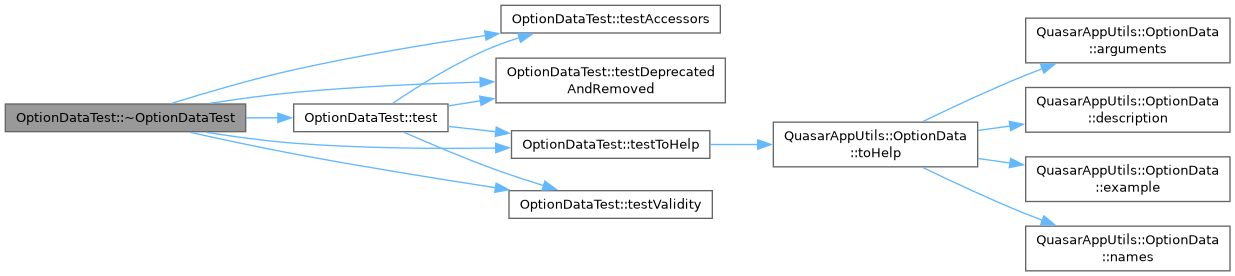 OptionDataTest::~OptionDataTest
OptionDataTest::test
OptionDataTest::testAccessors
OptionDataTest::testDeprecated
AndRemoved
OptionDataTest::testToHelp
OptionDataTest::testValidity
QuasarAppUtils::OptionData
::toHelp
QuasarAppUtils::OptionData
::arguments
QuasarAppUtils::OptionData
::description
QuasarAppUtils::OptionData
::example
QuasarAppUtils::OptionData
::names